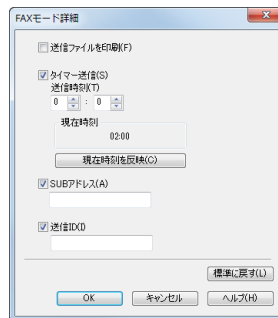 FAXモード詳細
送信ファイルを印刷(F)
タイマー送信(S)
送信時刻(T)
0 : 0
現在時刻
02:00
現在時刻を反映(C)
SUBアドレス(A)
送信ID(I)
標準に戻す(L)
OK キャンセル ヘルプ(H)